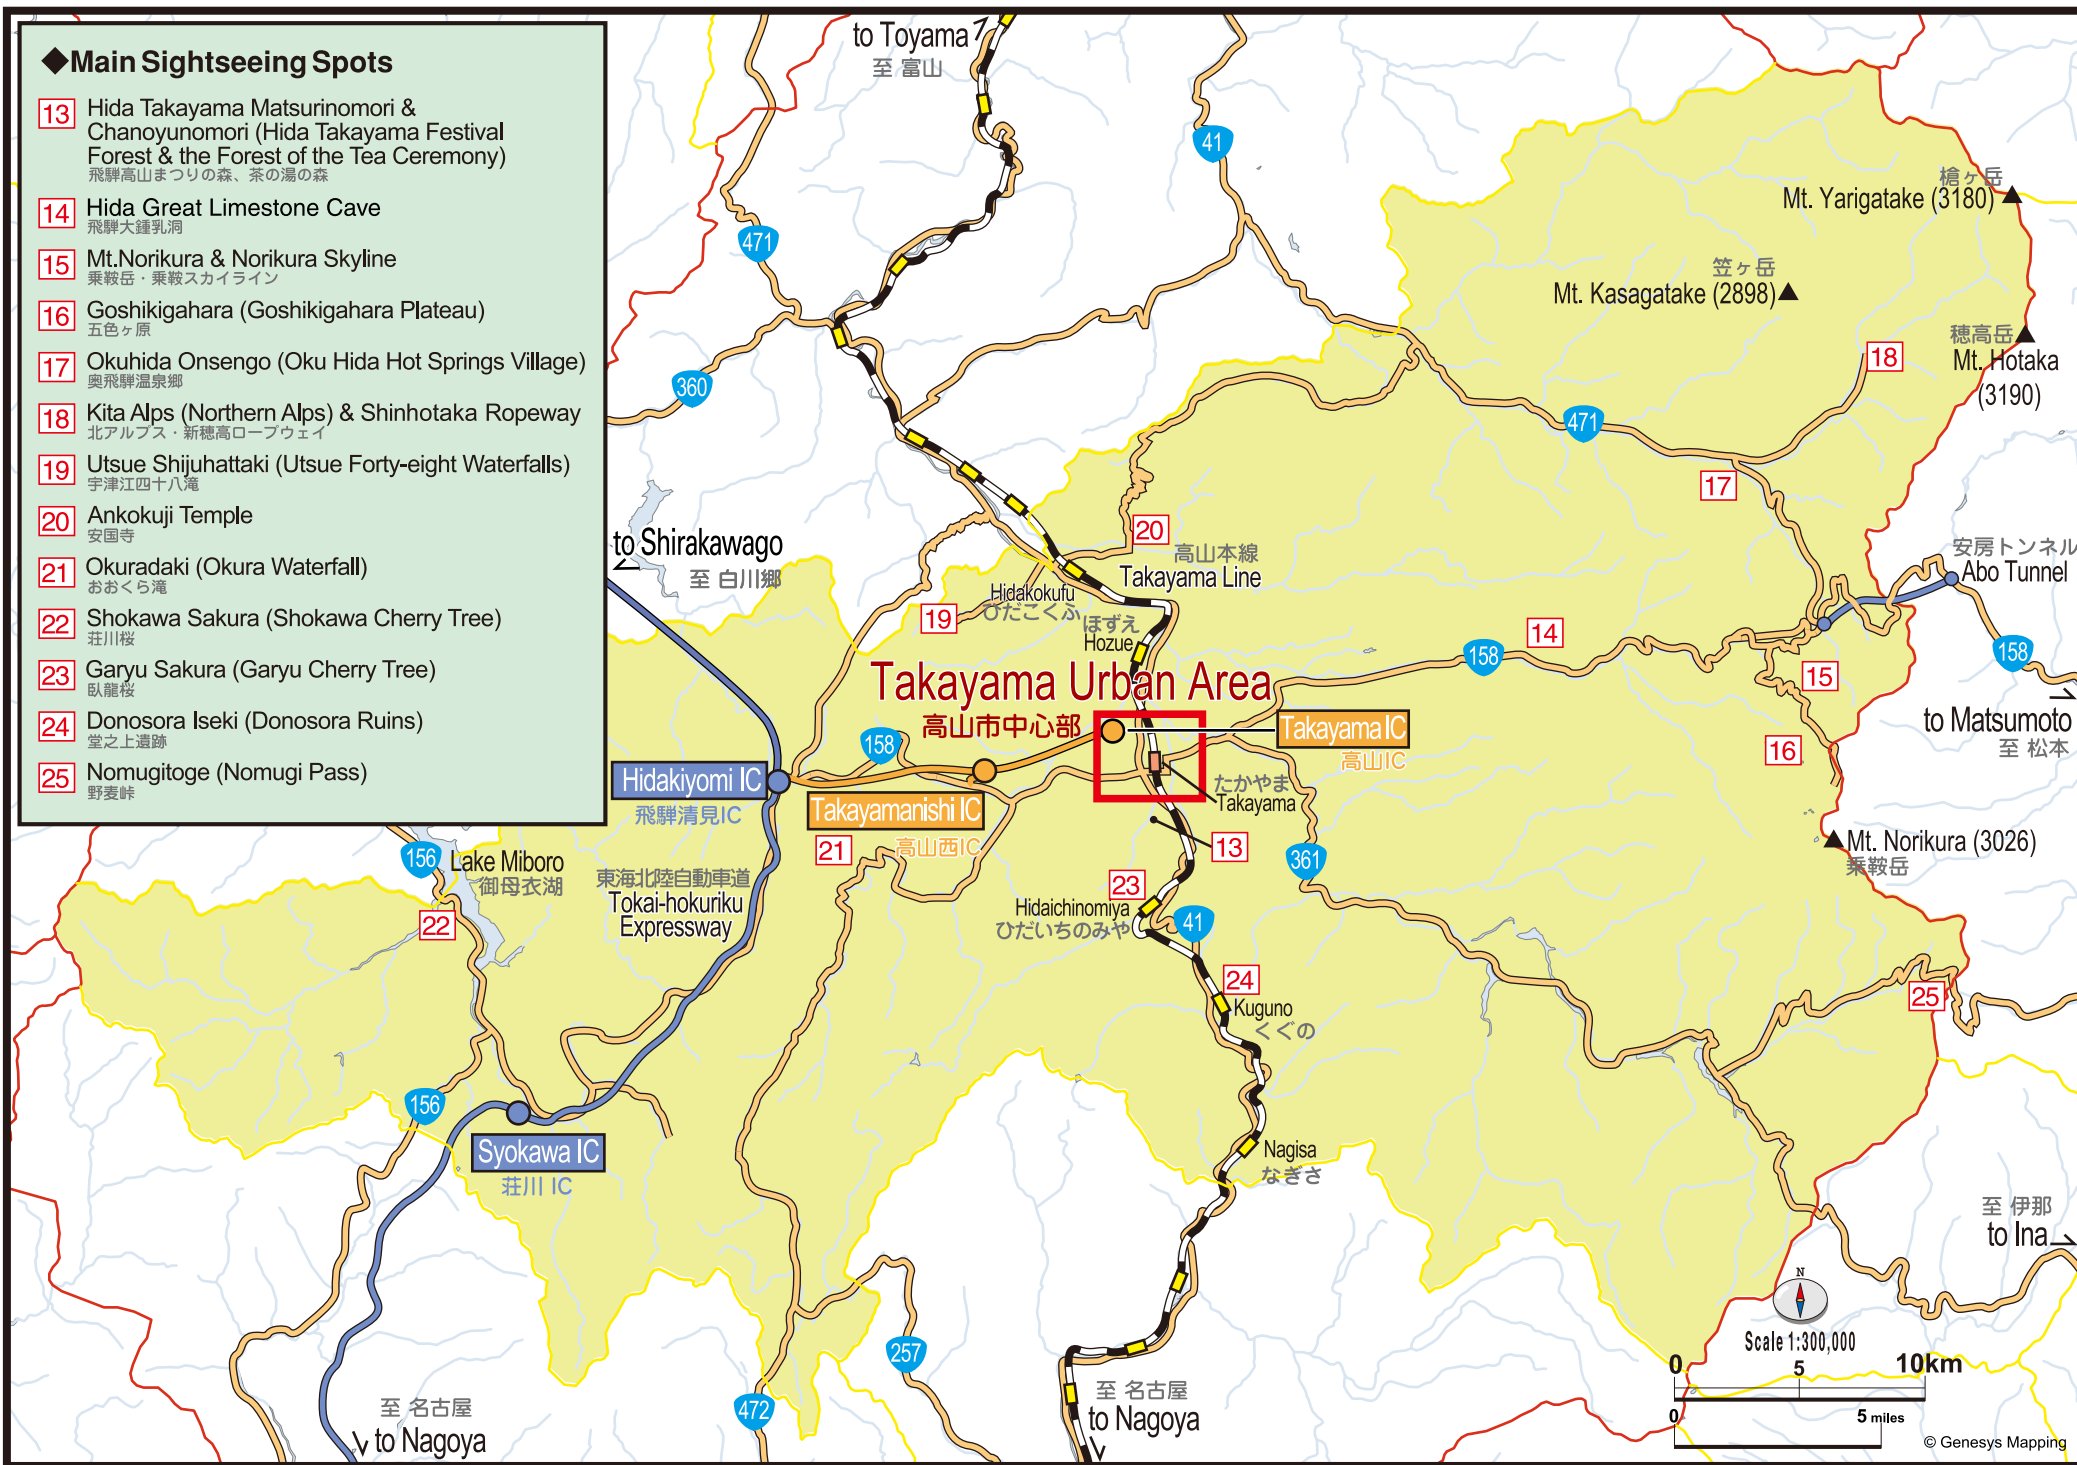 ◆Main Sightseeing Spots
13 Hida Takayama Matsurinomori &
Chanoyunomori (Hida Takayama Festival
Forest & the Forest of the Tea Ceremony)
飛騨高山まつりの森、茶の湯の森
14 Hida Great Limestone Cave
飛騨大鍾乳洞
15 Mt.Norikura & Norikura Skyline
乗鞍岳・乗鞍スカイライン
16 Goshikigahara (Goshikigahara Plateau)
五色ヶ原
17 Okuhida Onsengo (Oku Hida Hot Springs Village)
奥飛騨温泉郷
18 Kita Alps (Northern Alps) & Shinhotaka Ropeway
北アルプス・新穂高ロープウェイ
19 Utsue Shijuhattaki (Utsue Forty-eight Waterfalls)
宇津江四十八滝
20 Ankokuji Temple
安国寺
21 Okuradaki (Okura Waterfall)
おおくら滝
22 Shokawa Sakura (Shokawa Cherry Tree)
荘川桜
23 Garyu Sakura (Garyu Cherry Tree)
臥龍桜
24 Donosora Iseki (Donosora Ruins)
堂之上遺跡
25 Nomugitoge (Nomugi Pass)
野麦峠
to Toyama
至 富山
41
471
360
槍ヶ岳
Mt. Yarigatake (3180)
笠ヶ岳
Mt. Kasagatake (2898)
穂高岳
Mt. Hotaka
(3190)
18
471
17
to Shirakawago
至 白川郷
20
高山本線
Takayama Line
Hidakokufu
ひだこくふ
19
ほずえ
Hozue
安房トンネル
Abo Tunnel
14
158
158
15
to Matsumoto
至 松本
16
Takayama Urban Area
高山市中心部
Takayama IC
高山IC
158
Hidakiyomi IC
飛騨清見IC
Takayamanishi IC
高山西IC
たかやま
Takayama
13
21
361
Mt. Norikura (3026)
乗鞍岳
156
Lake Miboro
御母衣湖
22
東海北陸自動車道
Tokai-hokuriku
Expressway
23
Hidaichinomiya
ひだいちのみや
41
24
Kuguno
くぐの
25
156
Syokawa IC
荘川 IC
Nagisa
なぎさ
至 伊那
to Ina
257
472
至 名古屋
to Nagoya
至 名古屋
to Nagoya
N
Scale 1:300,000
0 5 10km
0 5 miles
© Genesys Mapping